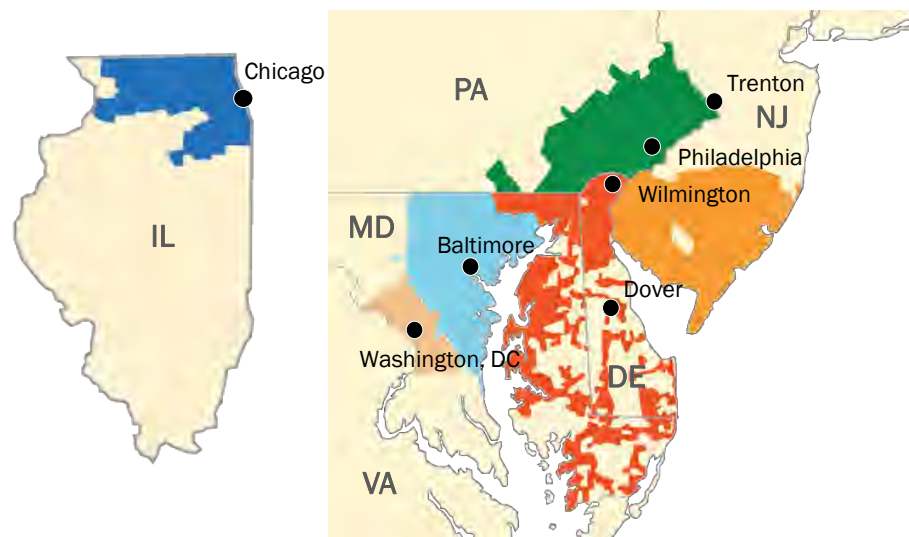 Chicago
IL
PA
Trenton
NJ
Philadelphia
Wilmington
MD
Baltimore
Dover
Washington, DC
DE
VA